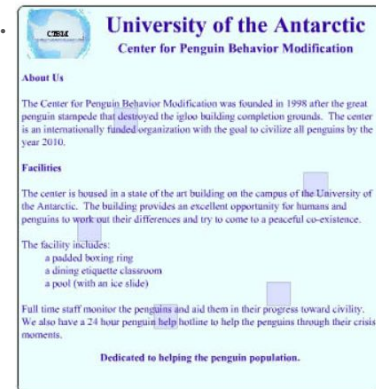 University of the Antarctic
Center for Penguin Behavior Modification
About Us
The Center for Penguin Behavior Modification was founded in 1998 after the great
penguin stampede that destroyed the igloo building completion grounds. The center
is an internationally funded organization with the goal to civilize all penguins by the
year 2010.
Facilities
The center is housed in a state of the art building on the campus of the University of
the Antarctic. The building provides an excellent opportunity for humans and
penguins to work out their differences and try to come to a peaceful co-existence.
The facility includes:
a padded boxing ring
a dining etiquette classroom
a pool (with an ice slide)
Full time staff monitor the penguins and aid them in their progress toward civility.
We also have a 24 hour penguin help hotline to help the penguins through their crisis
moments.
Dedicated to helping the penguin population.